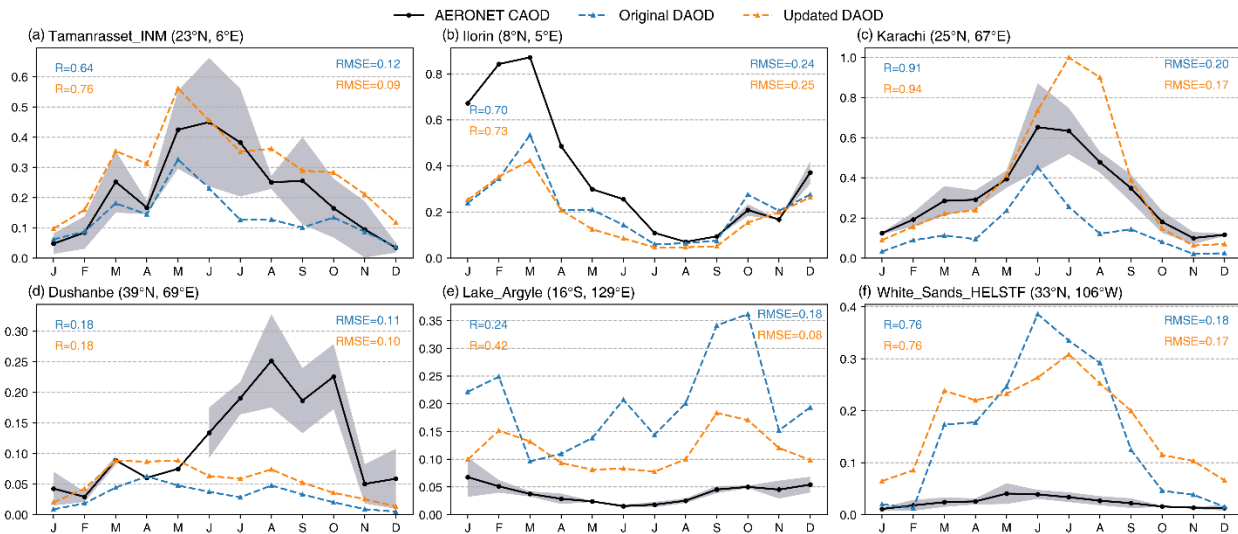 AERONET CAOD Original DAOD Updated DAOD
(a) Tamanrasset_INM (23°N, 6°E)
R=0.64 RMSE=0.12
R=0.76 RMSE=0.09
0.6
0.5
0.4
0.3
0.2
0.1
0.0
J F M A M J J A S O N D
(b) Ilorin (8°N, 5°E)
RMSE=0.24
RMSE=0.25
R=0.70
R=0.73
0.8
0.6
0.4
0.2
0.0
J F M A M J J A S O N D
(c) Karachi (25°N, 67°E)
R=0.91 RMSE=0.20
R=0.94 RMSE=0.17
1.0
0.8
0.6
0.4
0.2
0.0
J F M A M J J A S O N D
(d) Dushanbe (39°N, 69°E)
R=0.18 RMSE=0.11
R=0.18 RMSE=0.10
0.30
0.25
0.20
0.15
0.10
0.05
0.00
J F M A M J J A S O N D
(e) Lake_Argyle (16°S, 129°E)
R=0.24 RMSE=0.18
R=0.42 RMSE=0.08
0.35
0.30
0.25
0.20
0.15
0.10
0.05
0.00
J F M A M J J A S O N D
(f) White_Sands_HELSTF (33°N, 106°W)
R=0.76 RMSE=0.18
R=0.76 RMSE=0.17
0.4
0.3
0.2
0.1
0.0
J F M A M J J A S O N D